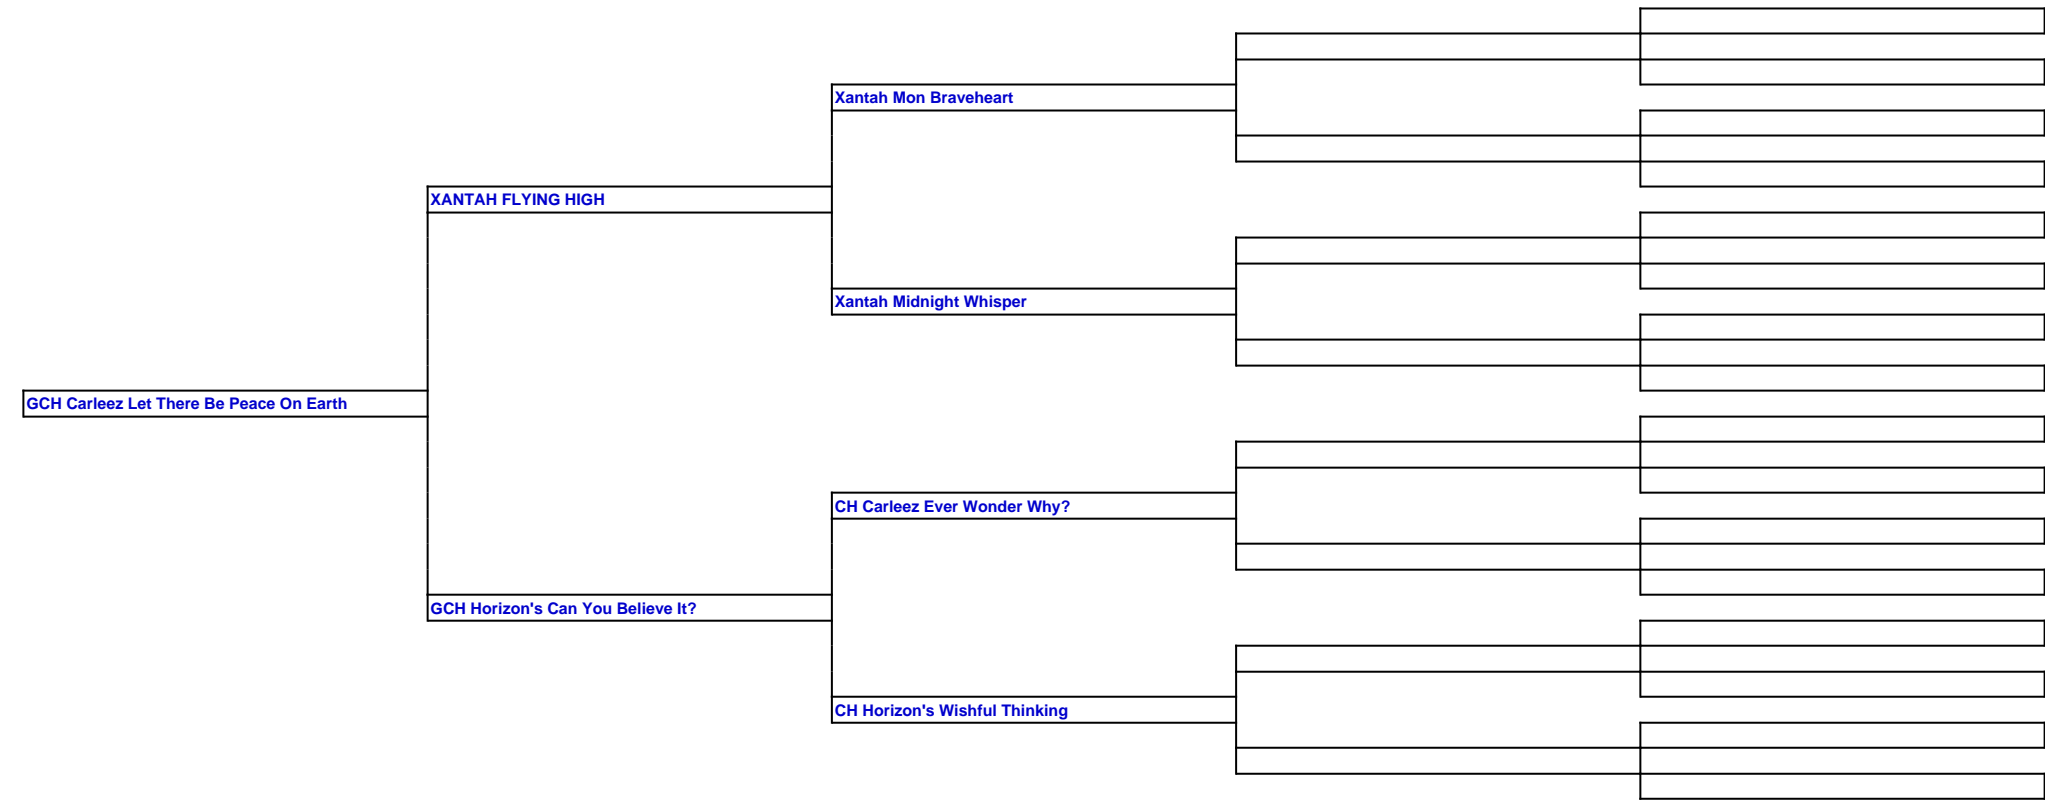 Xantah Mon Braveheart
XANTAH FLYING HIGH
Xantah Midnight Whisper
GCH Carleez Let There Be Peace On Earth
CH Carleez Ever Wonder Why?
GCH Horizon's Can You Believe It?
CH Horizon's Wishful Thinking